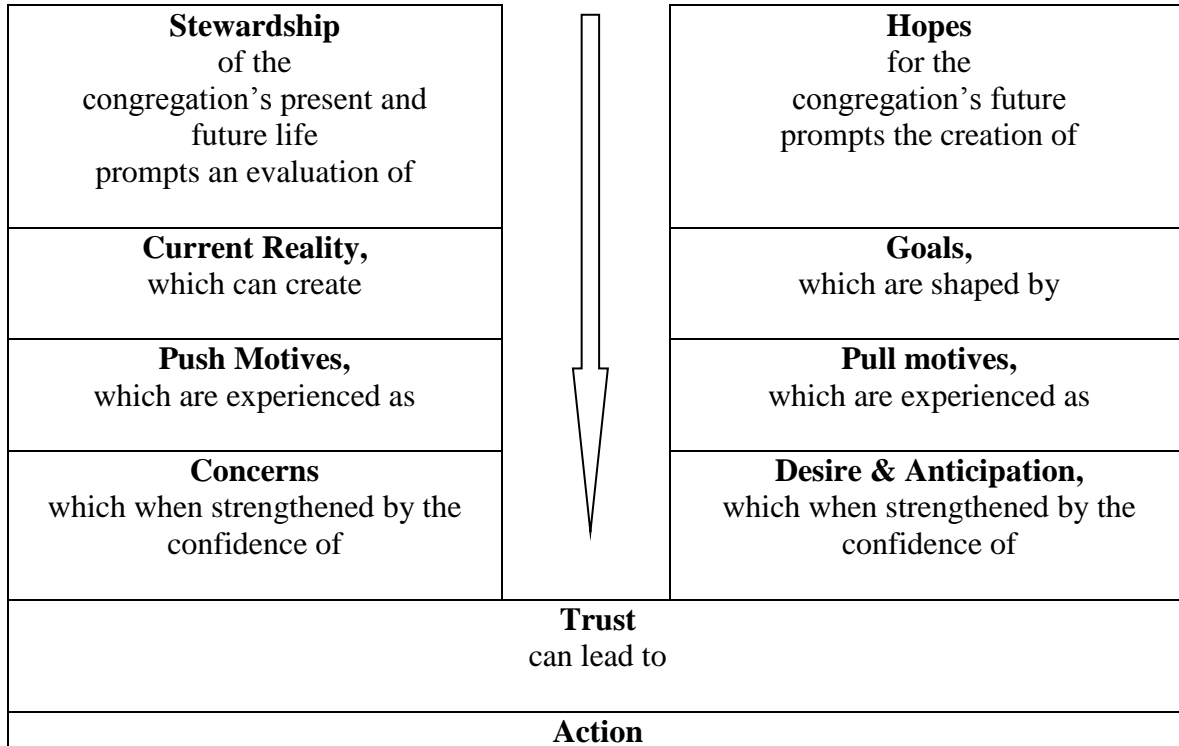 Stewardship
of the
congregation’s present and
future life
prompts an evaluation of
Hopes
for the
congregation’s future
prompts the creation of
Current Reality,
which can create
Goals,
which are shaped by
Push Motives,
which are experienced as
Pull motives,
which are experienced as
Concerns
which when strengthened by the
confidence of
Desire & Anticipation,
which when strengthened by the
confidence of
Trust
can lead to
Action